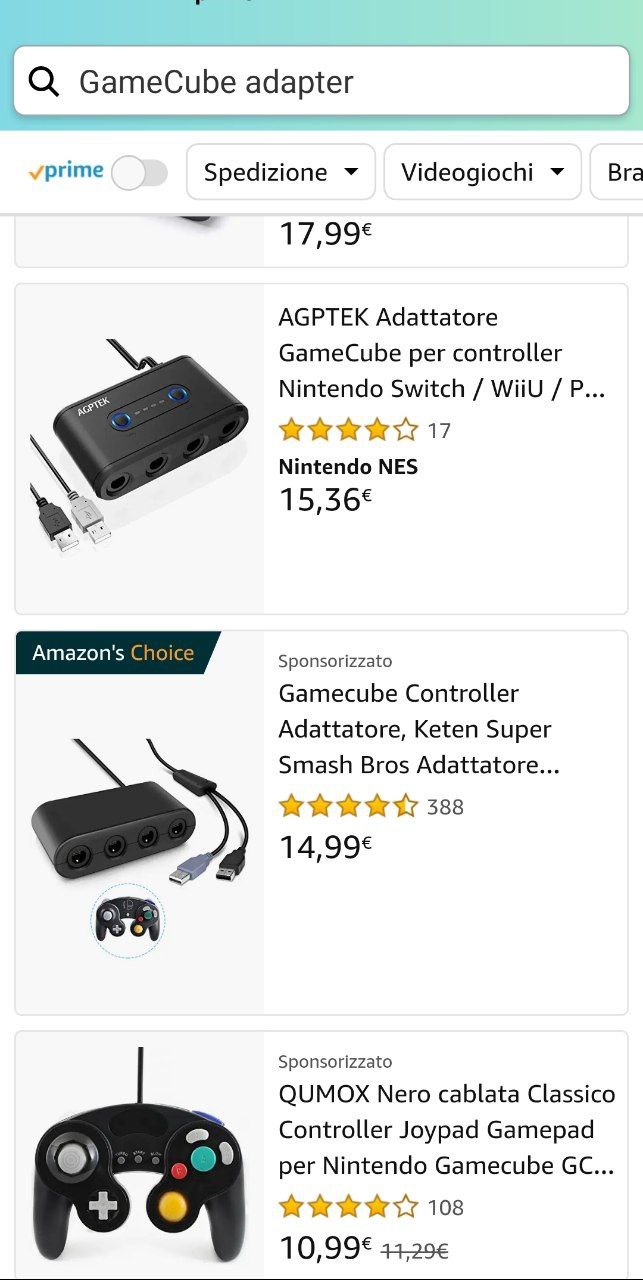 GameCube adapter
prime
Spedizione
Videogiochi
Bra
17,99€
AGPTEK
AGPTEK Adattatore
GameCube per controller
Nintendo Switch / WiiU / P...
17
Nintendo NES
15,36€
Amazon's Choice
Sponsorizzato
Gamecube Controller
Adattatore, Keten Super
Smash Bros Adattatore...
388
14,99€
Sponsorizzato
QUMOX Nero cablata Classico
Controller Joypad Gamepad
per Nintendo Gamecube GC...
108
10,99€ 11,29€